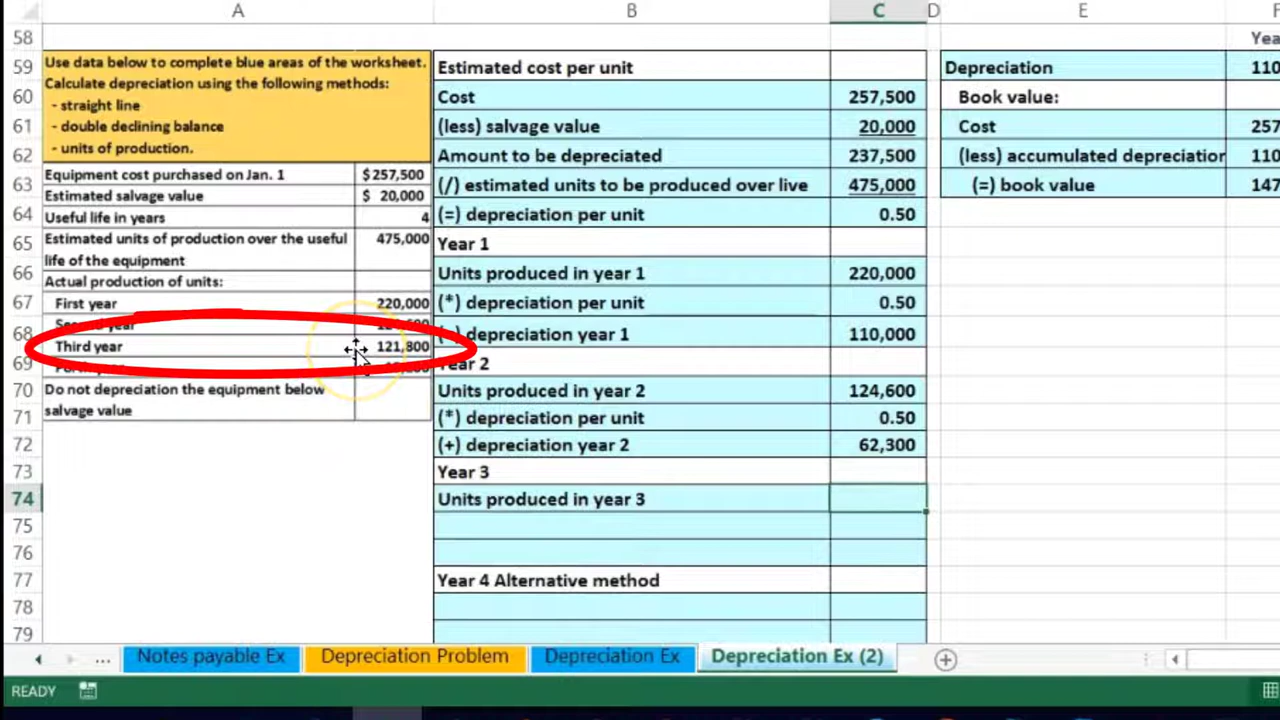 A B C D E F
58 Yea
Use data below to complete blue areas of the worksheet.
Calculate depreciation using the following methods:
- straight line
- double declining balance
- units of production.
Equipment cost purchased on Jan. 1 $257,500
Estimated salvage value $ 20,000
Useful life in years 4
Estimated units of production over the useful 475,000
life of the equipment
Actual production of units:
First year 220,000
Second year
Third year 121,800
Do not depreciation the equipment below
salvage value
59 Estimated cost per unit
60 Cost 257,500
61 (less) salvage value 20,000
62 Amount to be depreciated 237,500
63 (/) estimated units to be produced over live 475,000
64 (=) depreciation per unit 0.50
65 Year 1
66 Units produced in year 1 220,000
67 (*) depreciation per unit 0.50
68 depreciation year 1 110,000
69 Year 2
70 Units produced in year 2 124,600
71 (*) depreciation per unit 0.50
72 (+) depreciation year 2 62,300
73 Year 3
74 Units produced in year 3
75
76
77 Year 4 Alternative method
78
79
Depreciation 110
Book value:
Cost 257
(less) accumulated depreciation 110
(=) book value 147
... Notes payable Ex Depreciation Problem Depreciation Ex Depreciation Ex (2)
READY